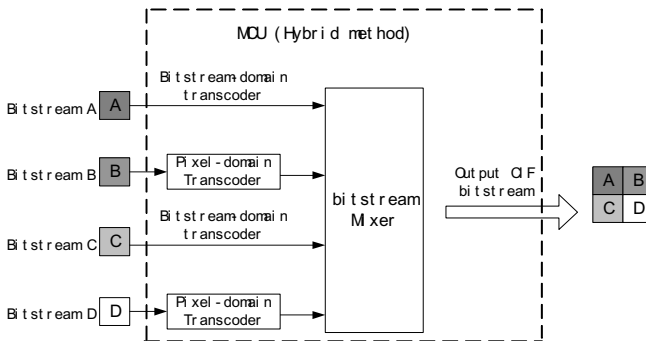 MCU (Hybrid method)
Bitstream-domain
transcoder
Bitstream A
A
Bitstream B
B
Pixel-domain
Transcoder
Bitstream-domain
transcoder
Bitstream C
C
Bitstream D
D
Pixel-domain
Transcoder
bitstream
Mixer
Output CIF
bitstream
A B
C D